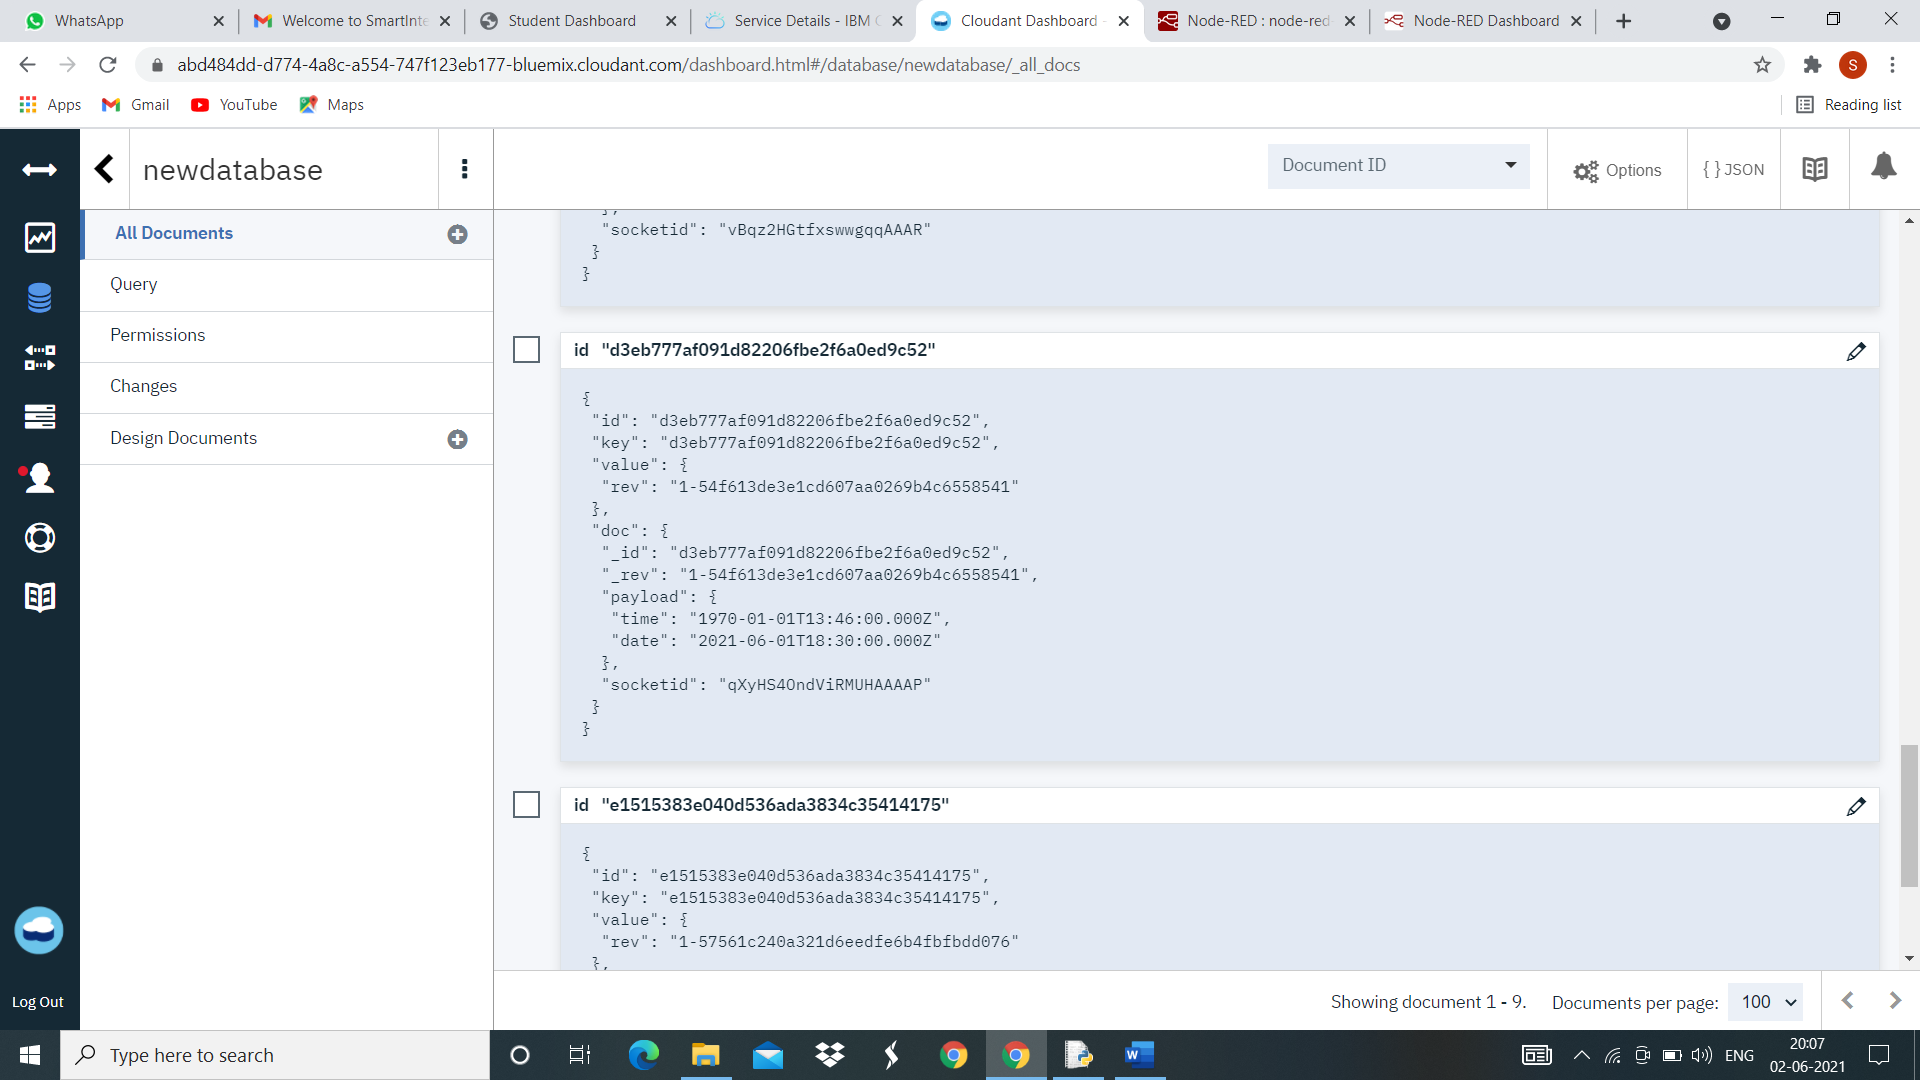 WhatsApp
Welcome to SmartInte
Student Dashboard
Service Details - IBM C
Cloudant Dashboard -
Node-RED : node-red
Node-RED Dashboard
abd484dd-d774-4a8c-a554-747f123eb177-bluemix.cloudant.com/dashboard.html#/database/newdatabase/_all_docs
S
Apps
Gmail
YouTube
Maps
Reading list
newdatabase
Document ID
Options
{ } JSON
All Documents
Query
Permissions
Changes
Design Documents
Log Out
},
"socketid": "vBqz2HGtfxswwgqqAAAR"
}
}
id "d3eb777af091d82206fbe2f6a0ed9c52"
{
"id": "d3eb777af091d82206fbe2f6a0ed9c52",
"key": "d3eb777af091d82206fbe2f6a0ed9c52",
"value": {
"rev": "1-54f613de3e1cd607aa0269b4c6558541"
},
"doc": {
"_id": "d3eb777af091d82206fbe2f6a0ed9c52",
"_rev": "1-54f613de3e1cd607aa0269b4c6558541",
"payload": {
"time": "1970-01-01T13:46:00.000Z",
"date": "2021-06-01T18:30:00.000Z"
},
"socketid": "qXyHS4OndViRMUHAAAAP"
}
}
id "e1515383e040d536ada3834c35414175"
{
"id": "e1515383e040d536ada3834c35414175",
"key": "e1515383e040d536ada3834c35414175",
"value": {
"rev": "1-57561c240a321d6eedfe6b4fbfbdd076"
},
Showing document 1 - 9.
Documents per page:
100
Type here to search
ENG
20:07
02-06-2021